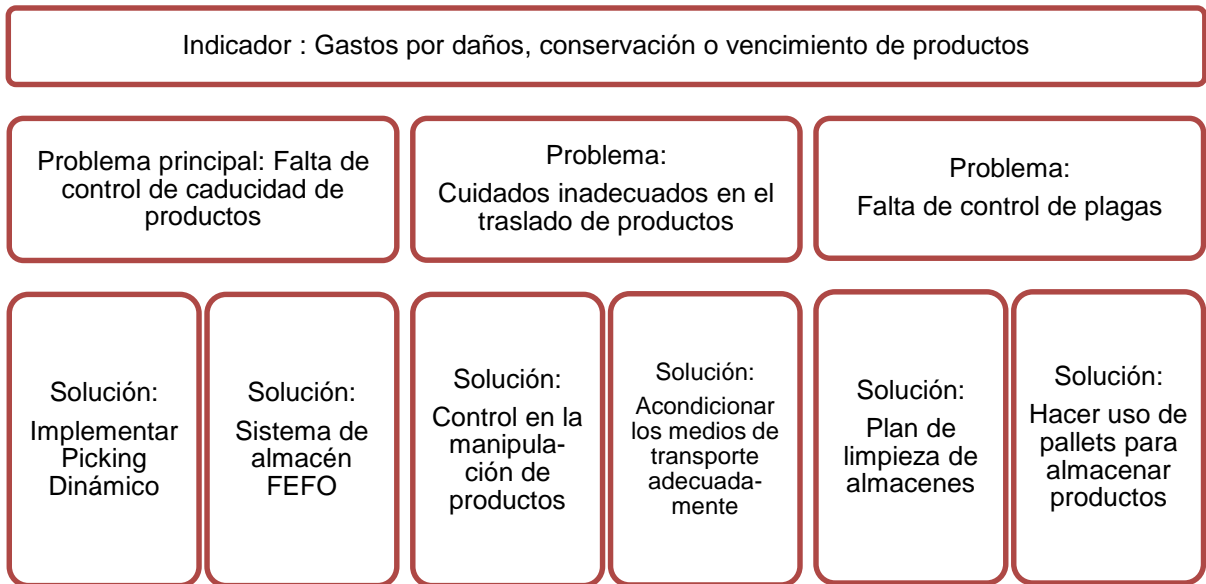 Indicador : Gastos por daños, conservación o vencimiento de productos
Problema principal: Falta de
control de caducidad de
productos
Problema:
Cuidados inadecuados en el
traslado de productos
Problema:
Falta de control de plagas
Solución:
Implementar
Picking
Dinámico
Solución:
Sistema de
almacén
FEFO
Solución:
Control en la
manipula-
ción de
productos
Solución:
Acondicionar
los medios de
transporte
adecuada-
mente
Solución:
Plan de
limpieza de
almacenes
Solución:
Hacer uso de
pallets para
almacenar
productos